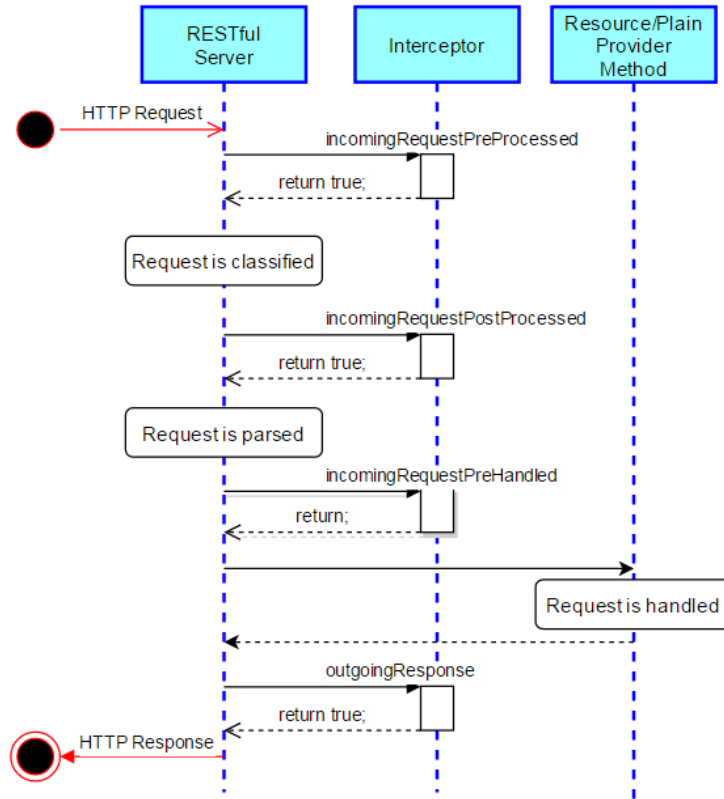 RESTful
Server
Interceptor
Resource/Plain
Provider
Method
HTTP Request
incomingRequestPreProcessed
return true;
Request is classified
incomingRequestPostProcessed
return true;
Request is parsed
incomingRequestPreHandled
return;
Request is handled
outgoingResponse
return true;
HTTP Response